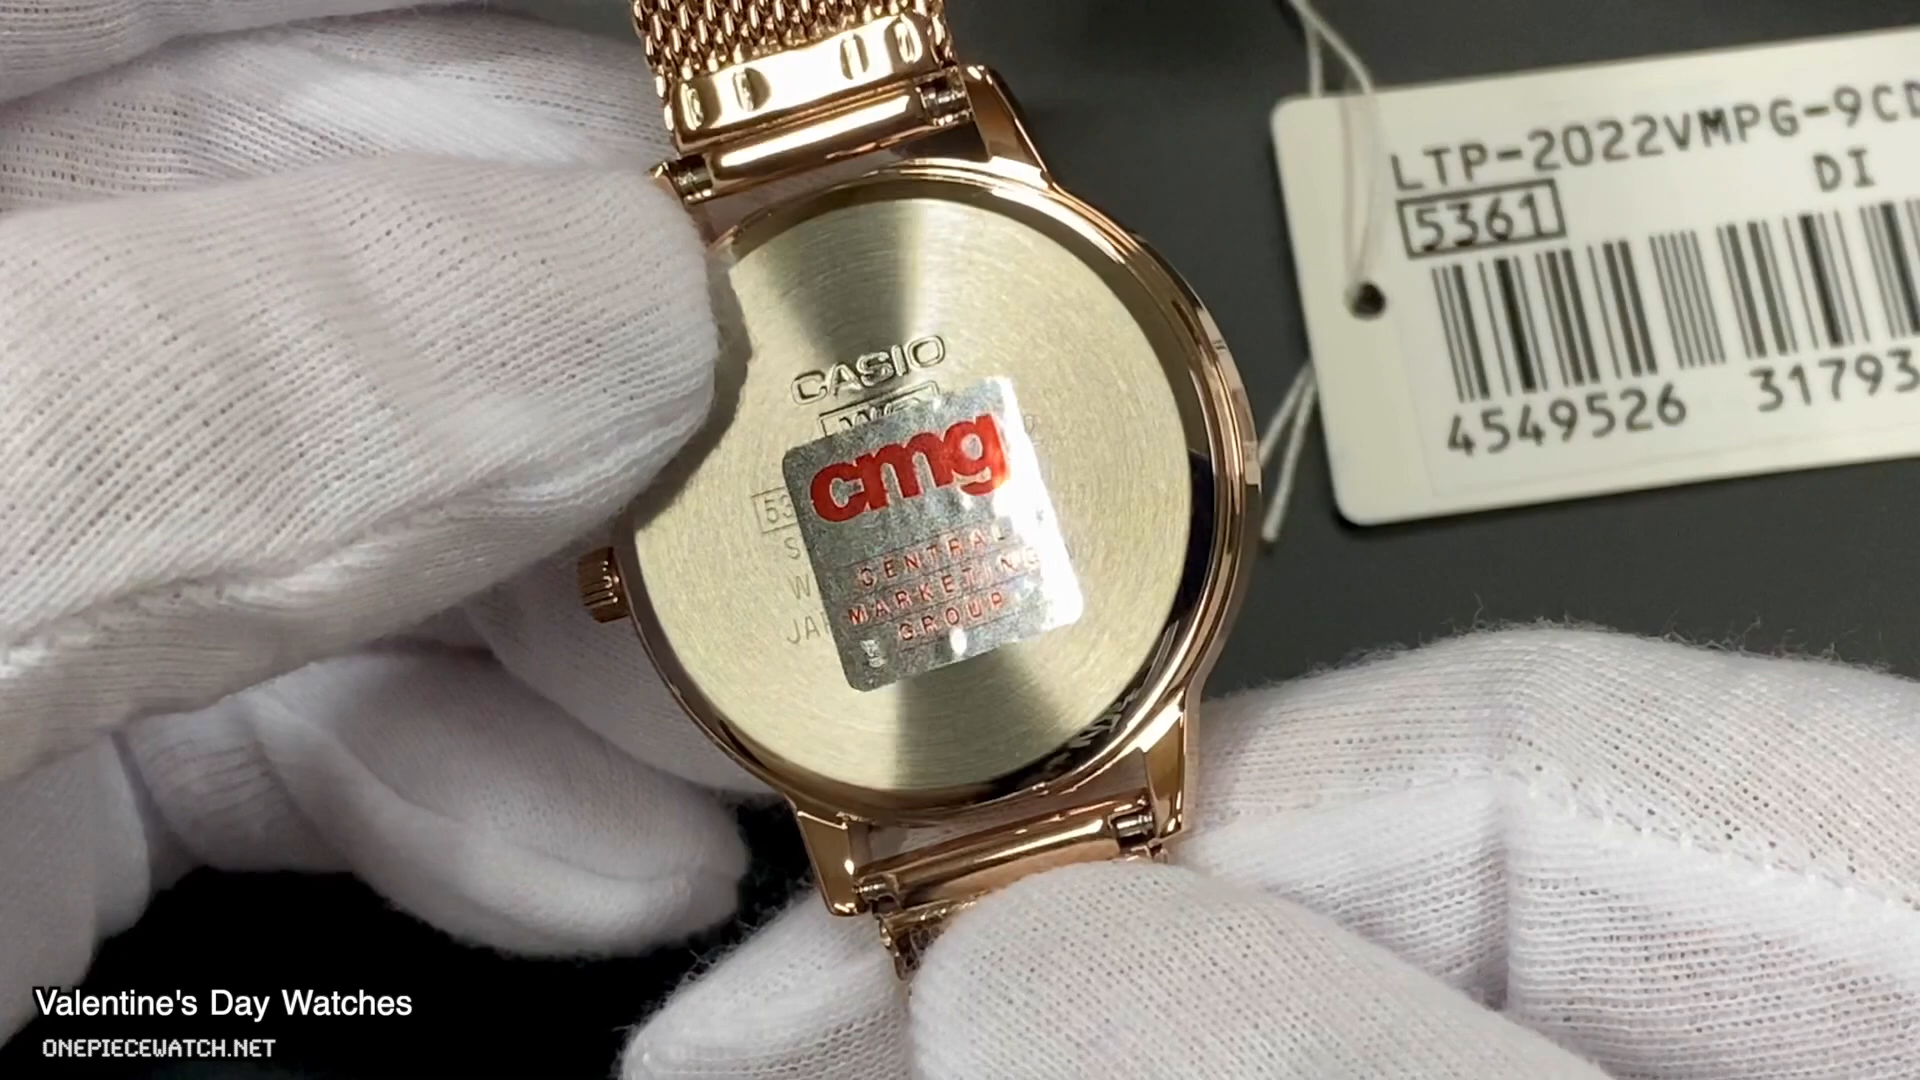 LTP-2022VMPG-9CD
DI
5361
4549526 31793
CASIO
cmg
CENTRAL
MARKETING
GROUP
Valentine's Day Watches
ONEPIECEWATCH.NET